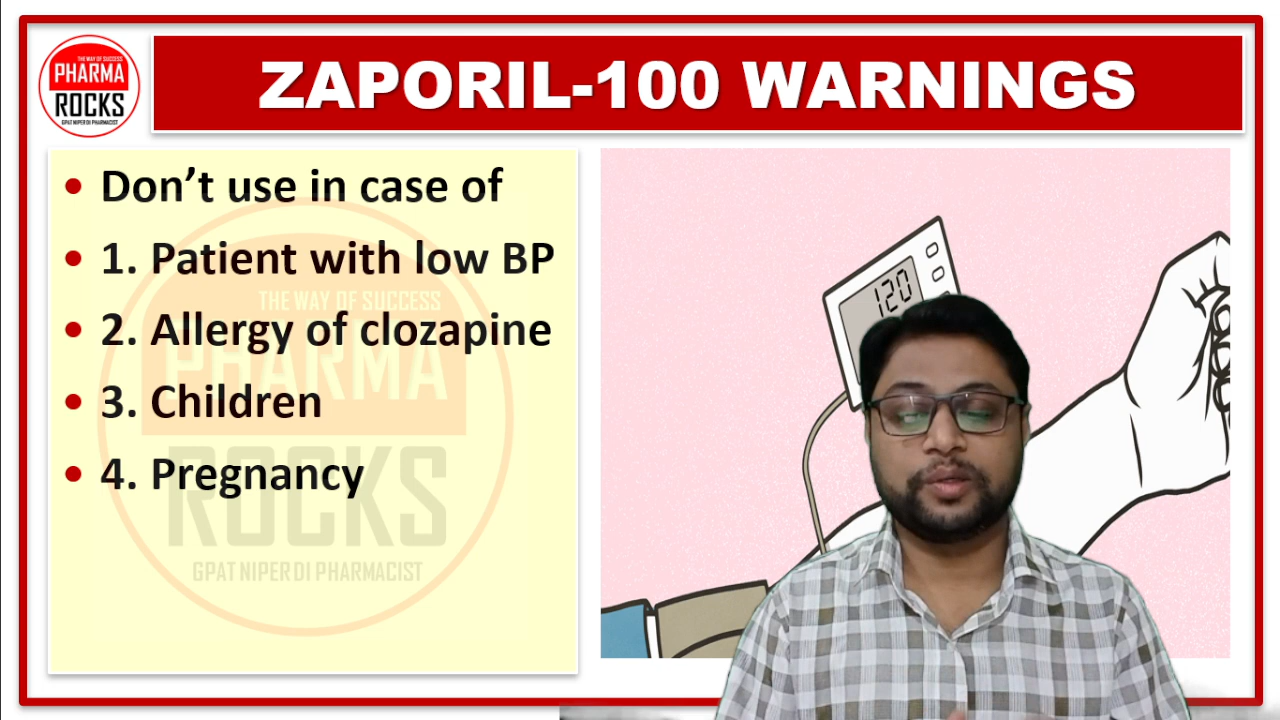 THE WAY OF SUCCESS
PHARMA
ROCKS
GPAT NIPER DI PHARMACIST
ZAPORIL-100 WARNINGS
• Don’t use in case of
• 1. Patient with low BP
• 2. Allergy of clozapine
• 3. Children
• 4. Pregnancy
THE WAY OF SUCCESS
PHARMA
ROCKS
GPAT NIPER DI PHARMACIST
120